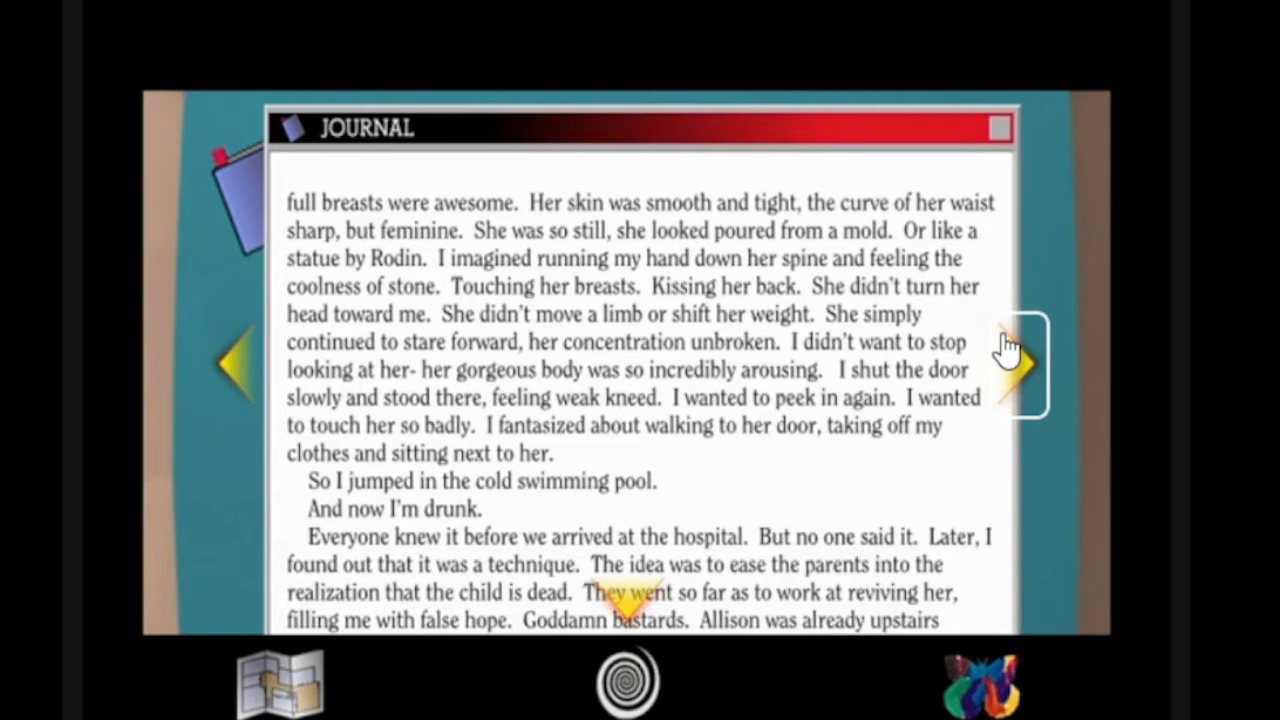 JOURNAL
full breasts were awesome.  Her skin was smooth and tight, the curve of her waist
sharp, but feminine.  She was so still, she looked poured from a mold.  Or like a
statue by Rodin.  I imagined running my hand down her spine and feeling the
coolness of stone.  Touching her breasts.  Kissing her back.  She didn't turn her
head toward me.  She didn't move a limb or shift her weight.  She simply
continued to stare forward, her concentration unbroken.  I didn't want to stop
looking at her- her gorgeous body was so incredibly arousing.   I shut the door
slowly and stood there, feeling weak kneed.  I wanted to peek in again.  I wanted
to touch her so badly.  I fantasized about walking to her door, taking off my
clothes and sitting next to her.
So I jumped in the cold swimming pool.
And now I'm drunk.
Everyone knew it before we arrived at the hospital.  But no one said it.  Later, I
found out that it was a technique.  The idea was to ease the parents into the
realization that the child is dead.  They went so far as to work at reviving her,
filling me with false hope.  Goddamn bastards.  Allison was already upstairs